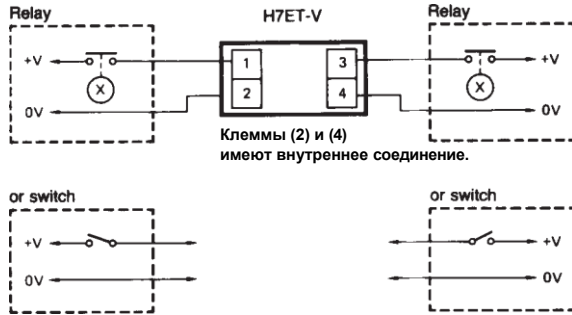 Relay
H7ET-V
Relay
+V
1
3
+V
X
X
2
4
0V
0V
Клеммы (2) и (4)
имеют внутреннее соединение.
or switch
or switch
+V
+V
0V
0V